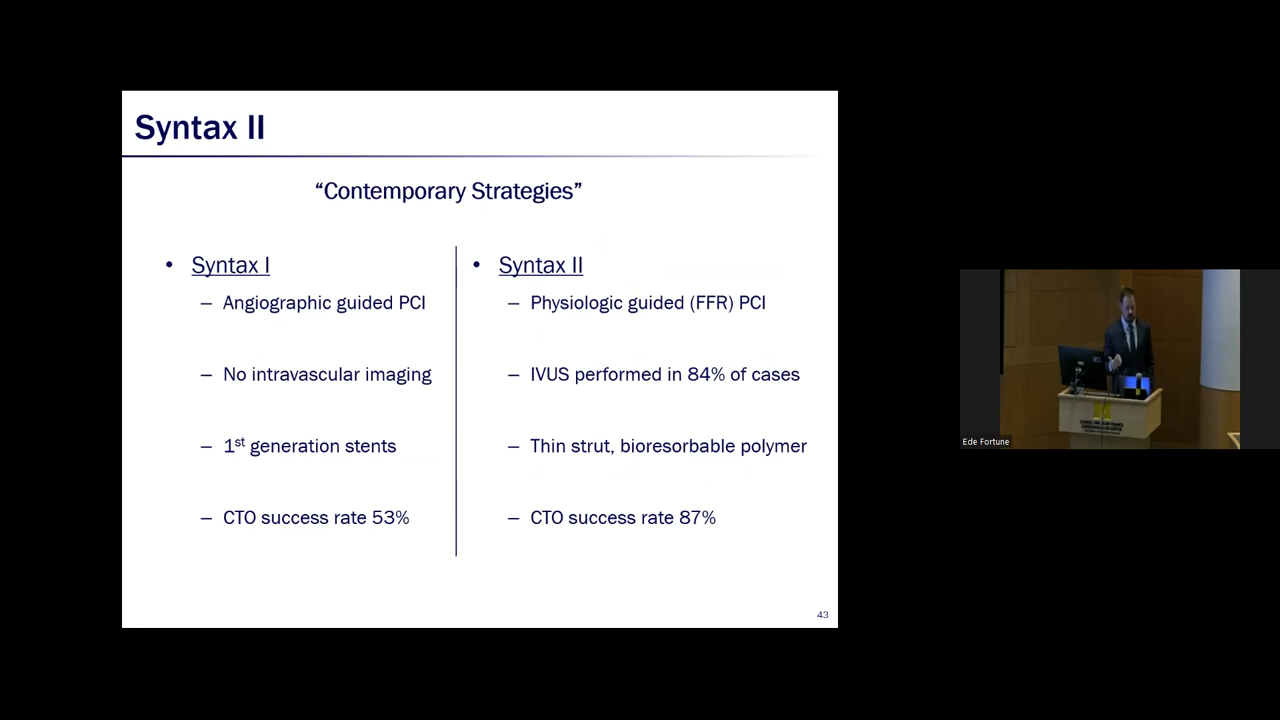 Syntax II
“Contemporary Strategies”
• Syntax I
– Angiographic guided PCI
– No intravascular imaging
– 1st generation stents
– CTO success rate 53%
• Syntax II
– Physiologic guided (FFR) PCI
– IVUS performed in 84% of cases
– Thin strut, bioresorbable polymer
– CTO success rate 87%
43
Ede Fortune